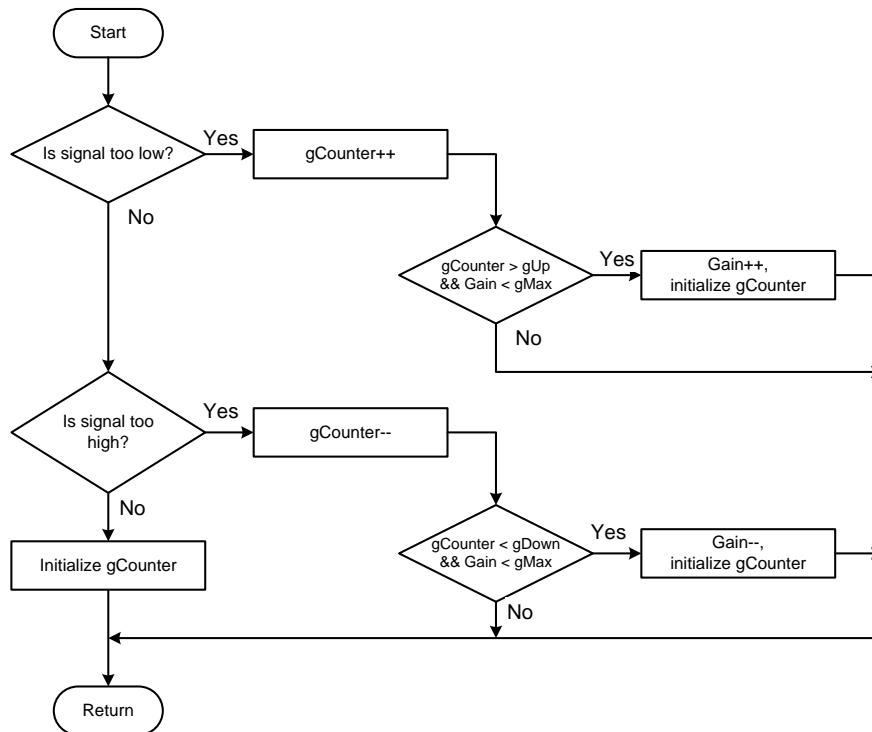 Start
Is signal too low?
Yes
gCounter++
No
gCounter > gUp
&& Gain < gMax
Yes
Gain++,
initialize gCounter
No
Is signal too
high?
Yes
gCounter--
No
gCounter < gDown
&& Gain < gMax
Yes
Gain--,
initialize gCounter
No
Initialize gCounter
Return